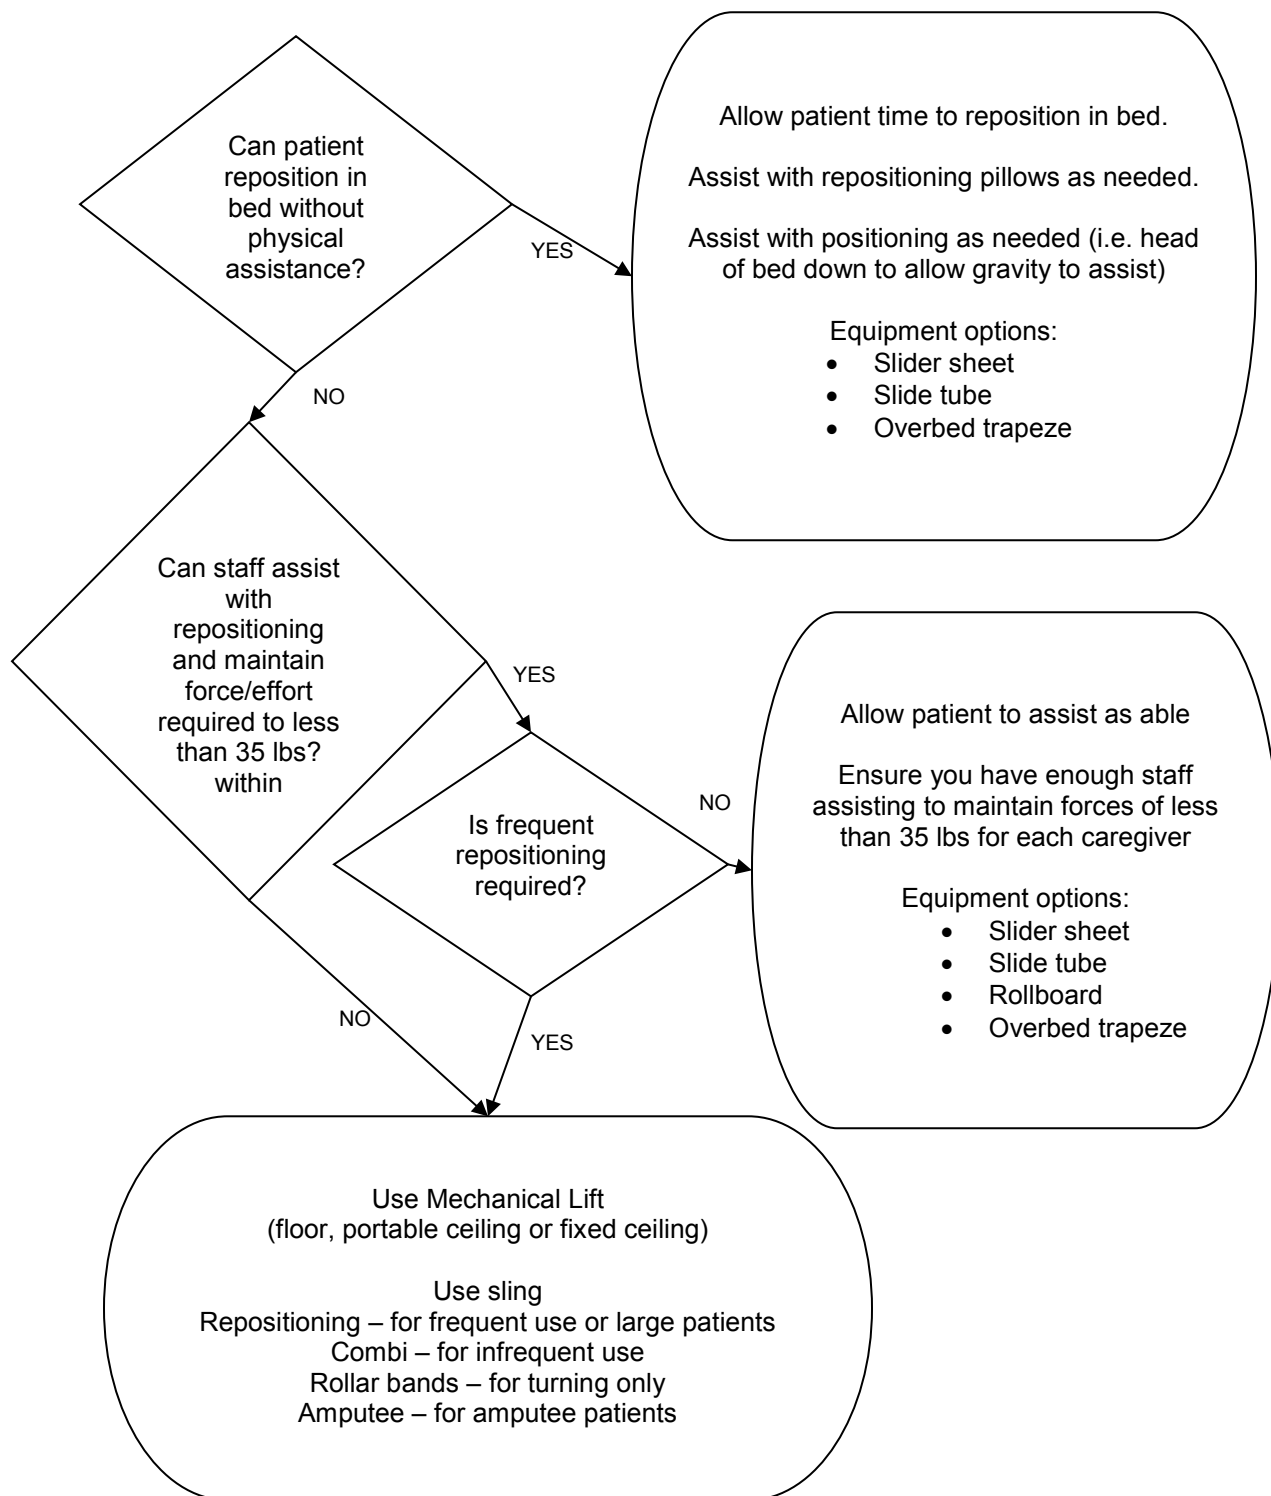 Can patient
reposition in
bed without
physical
assistance?
YES
Allow patient time to reposition in bed.
Assist with repositioning pillows as needed.
Assist with positioning as needed (i.e. head
of bed down to allow gravity to assist)
Equipment options:
• Slider sheet
• Slide tube
• Overbed trapeze
NO
Can staff assist
with
repositioning
and maintain
force/effort
required to less
than 35 lbs?
within
YES
Is frequent
repositioning
required?
NO
Allow patient to assist as able
Ensure you have enough staff
assisting to maintain forces of less
than 35 lbs for each caregiver
Equipment options:
• Slider sheet
• Slide tube
• Rollboard
• Overbed trapeze
NO
YES
Use Mechanical Lift
(floor, portable ceiling or fixed ceiling)
Use sling
Repositioning – for frequent use or large patients
Combi – for infrequent use
Rollar bands – for turning only
Amputee – for amputee patients